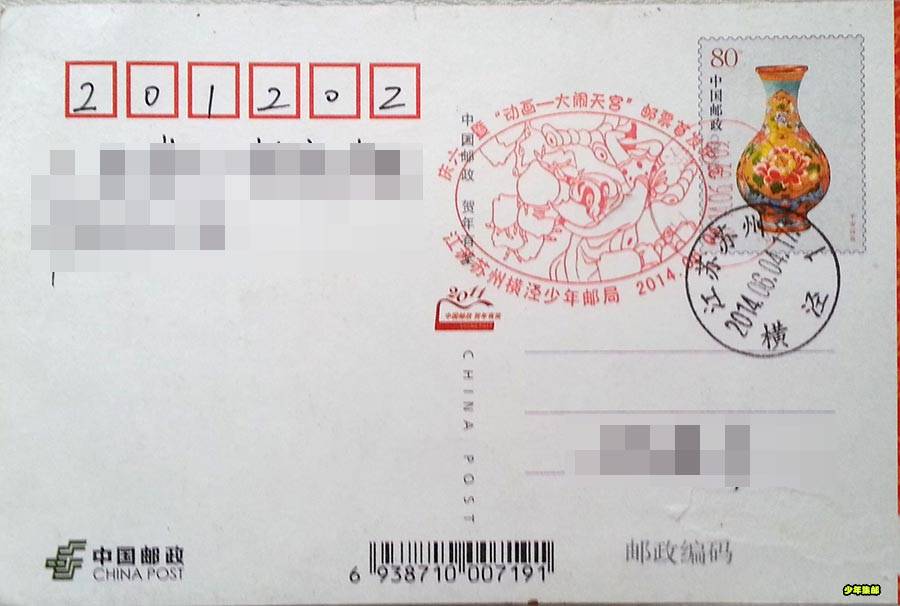 201202
80
中国邮政
庆六一暨“动画—大闹天宫”邮票首发
江苏苏州横泾少年邮局 2014.
中国邮政 贺年有奖
江苏苏州
2014.06.04.17
横泾
2011
中国邮政 贺年有奖
CHINA POST
中国邮政
CHINA POST
6 938710 007191
邮政编码
少年集邮